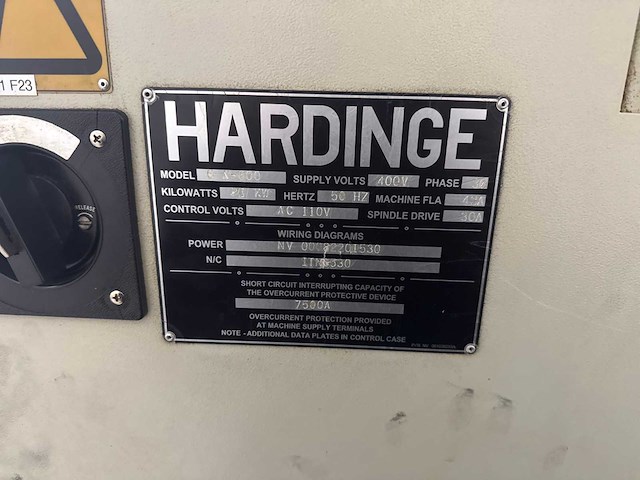 1 F23
RELEASE
HARDINGE
MODEL SUPPLY VOLTS 400V PHASE
KILOWATTS HERTZ 50 HZ MACHINE FLA
CONTROL VOLTS AC 110V SPINDLE DRIVE 30A
WIRING DIAGRAMS
POWER
N/C
SHORT CIRCUIT INTERRUPTING CAPACITY OF
THE OVERCURRENT PROTECTIVE DEVICE
7500A
OVERCURRENT PROTECTION PROVIDED
AT MACHINE SUPPLY TERMINALS
NOTE - ADDITIONAL DATA PLATES IN CONTROL CASE